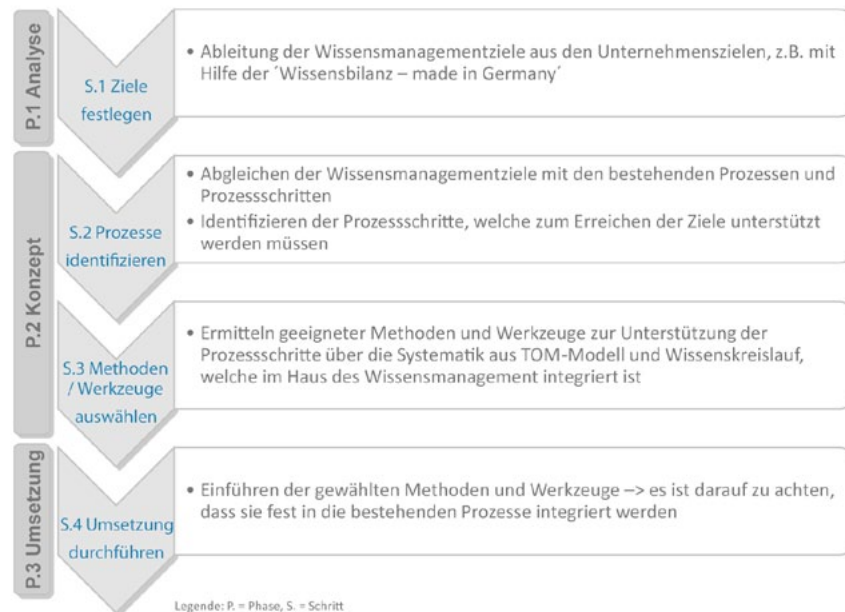 P.1 Analyse
S.1 Ziele
festlegen
• Ableitung der Wissensmanagementziele aus den Unternehmenszielen, z.B. mit
Hilfe der ´Wissensbilanz – made in Germany´
P.2 Konzept
S.2 Prozesse
identifizieren
• Abgleichen der Wissensmanagementziele mit den bestehenden Prozessen und
Prozessschritten
• Identifizieren der Prozessschritte, welche zum Erreichen der Ziele unterstützt
werden müssen
S.3 Methoden
/ Werkzeuge
auswählen
• Ermitteln geeigneter Methoden und Werkzeuge zur Unterstützung der
Prozessschritte über die Systematik aus TOM-Modell und Wissenskreislauf,
welche im Haus des Wissensmanagement integriert ist
P.3 Umsetzung
S.4 Umsetzung
durchführen
• Einführen der gewählten Methoden und Werkzeuge –> es ist darauf zu achten,
dass sie fest in die bestehenden Prozesse integriert werden
Legende: P. = Phase, S. = Schritt